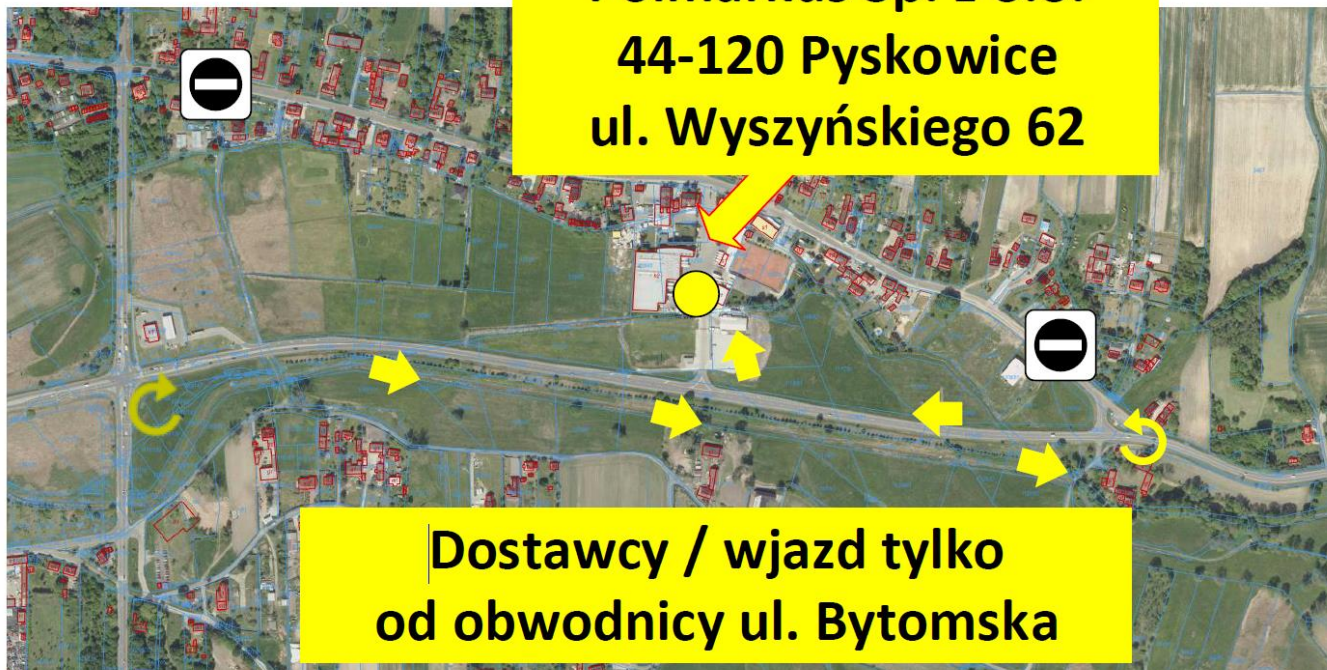 44-120 Pyskowice
ul. Wyszyńskiego 62
Dostawcy / wjazd tylko
od obwodnicy ul. Bytomska